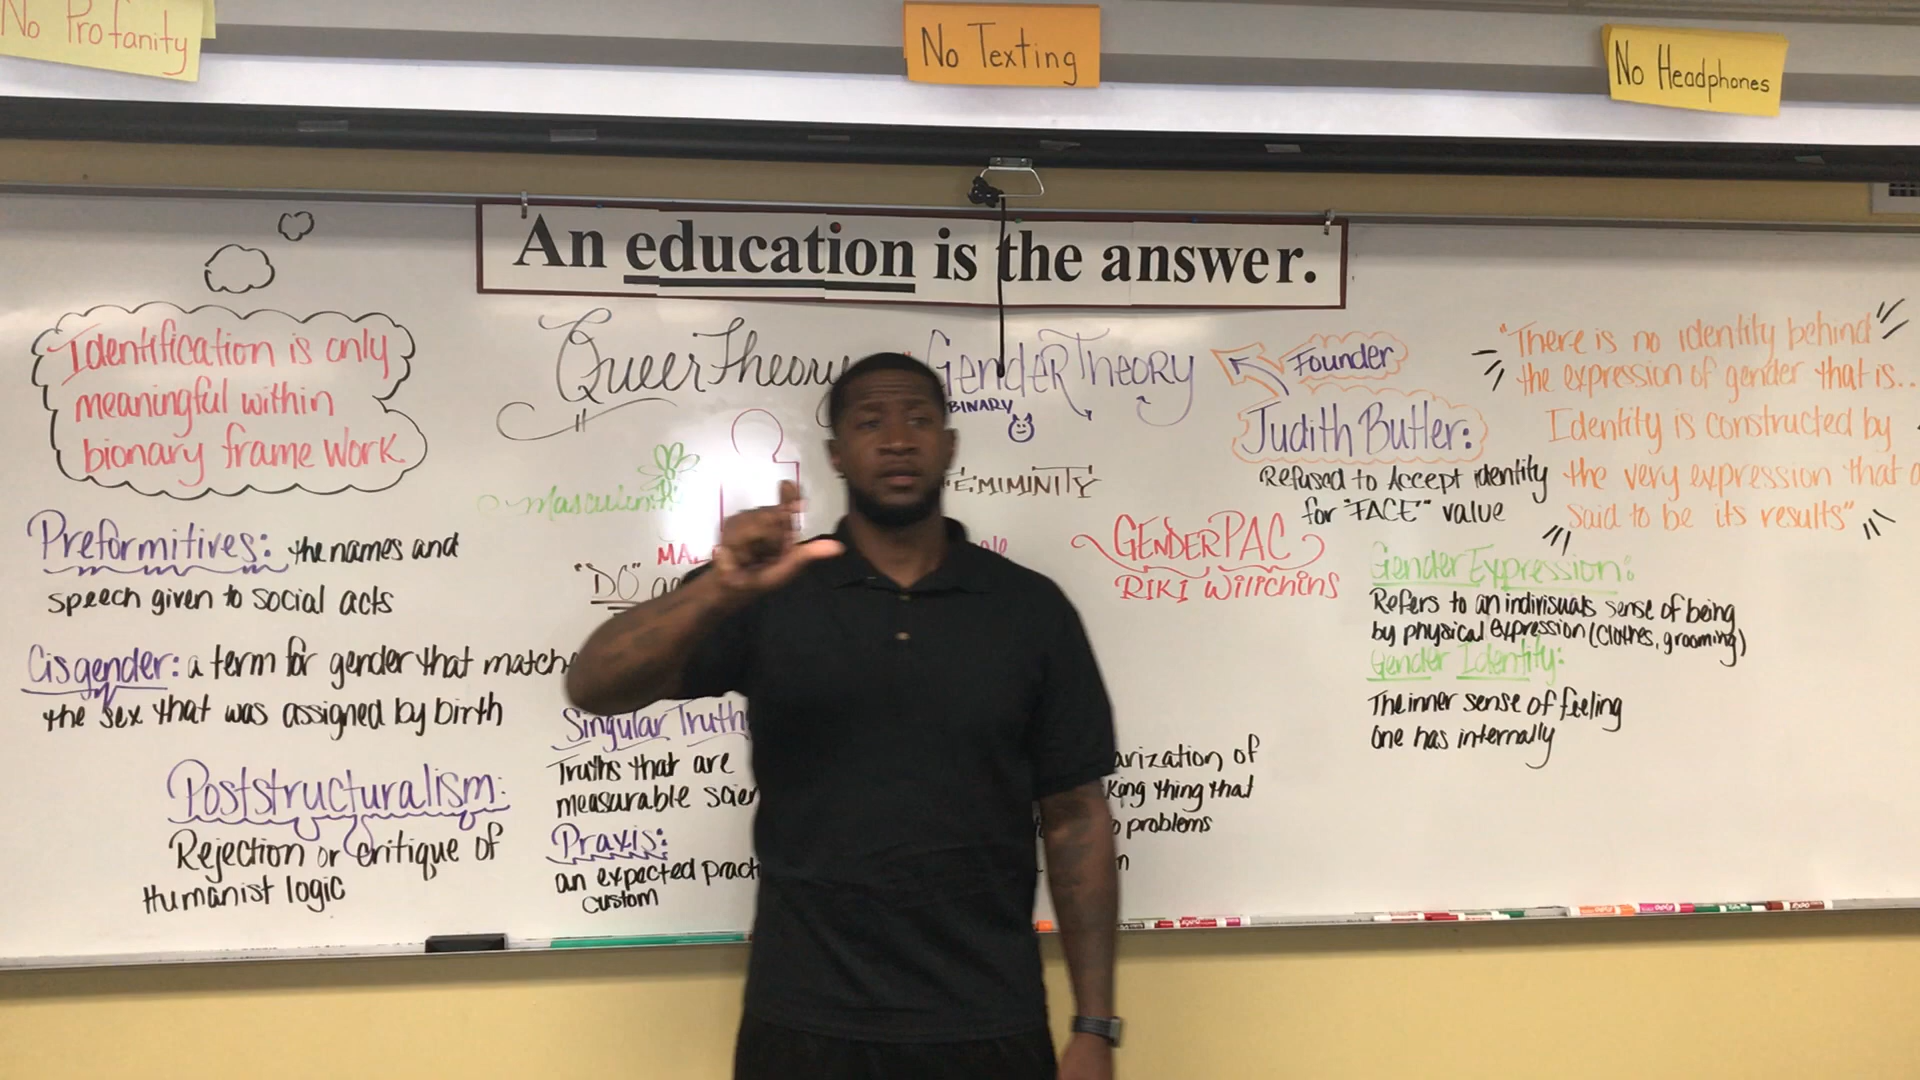 No Profanity
No Texting
No Headphones
An education is the answer.
Identification is only
meaningful within
bionary frame work
Queer Theory
Gender Theory
BINARY
Founder
Judith Butler:
Refused to Accept identity
for "FACE" value
"There is no identity behind
the expression of gender that is...
Identity is constructed by
the very expression that
said to be its results"
FEMIMINITY
Preformitives: the names and
speech given to social acts
"DO"
GENDERPAC
RIKI Wilichins
Gender Expression:
Refers to an indivisuals sense of being
by physical expression (clothes, grooming)
Gender Identity:
The inner sense of feeling
one has internally
Cisgender: a term for gender that
the sex that was assigned by birth
Singular Truth
Truths that are
measurable
Praxis:
an expected
custom
Poststructuralism:
Rejection or critique of
Humanist logic
of
thing that
problems